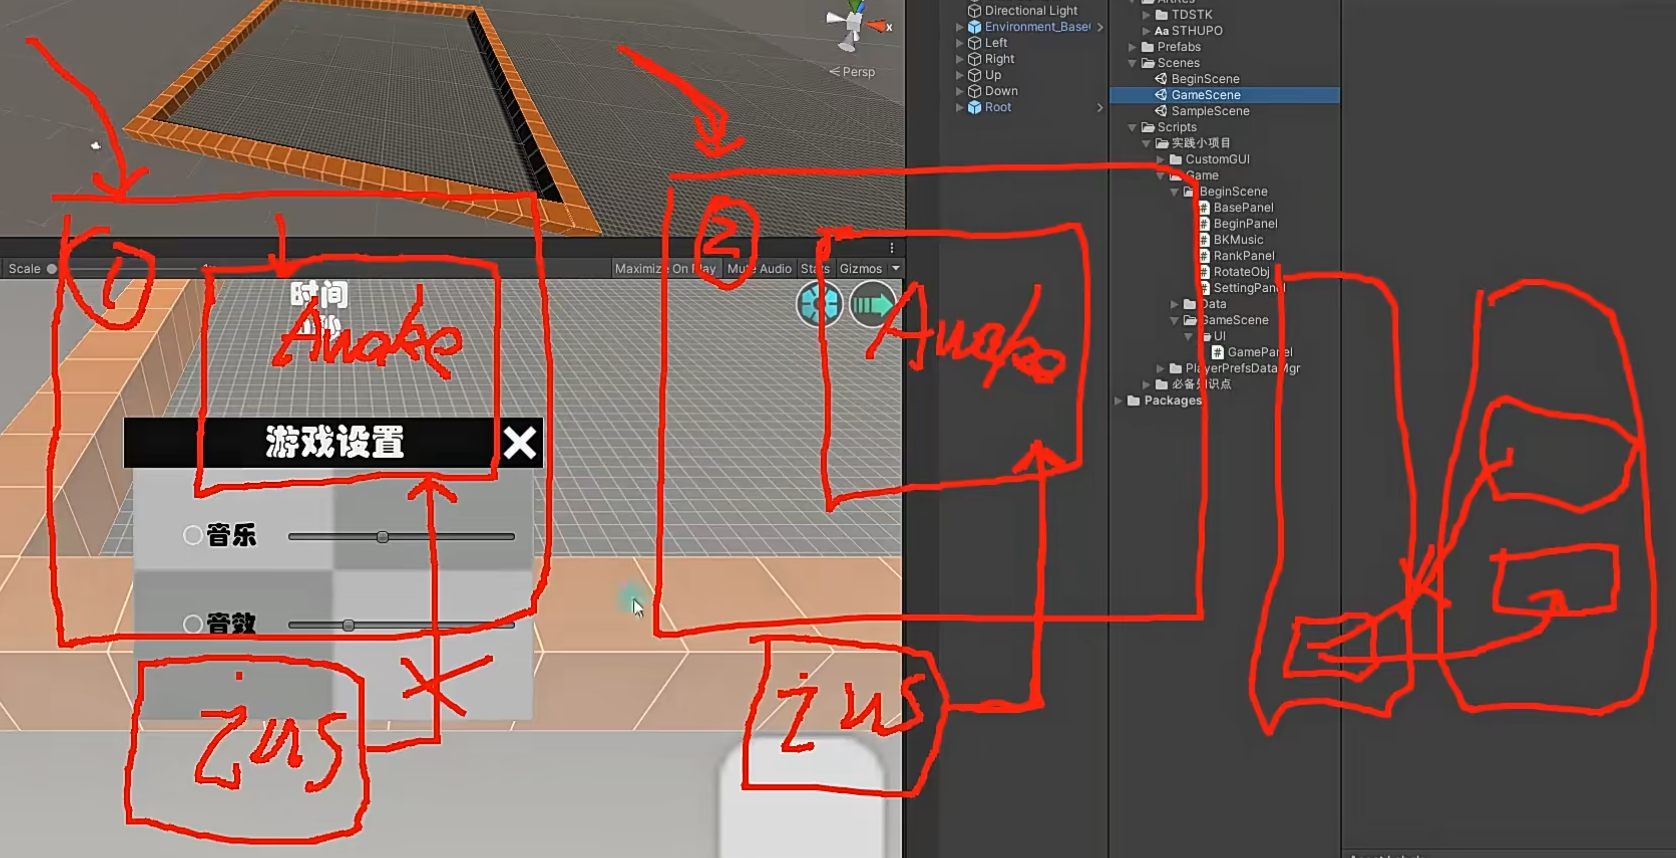 Directional Light
Environment_Base
Left
Right
Up
Down
Root
TDSTK
STHUPO
Prefabs
Scenes
BeginScene
GameScene
SampleScene
Scripts
实践小项目
CustomGUI
Game
BeginScene
BasePanel
BeginPanel
BKMusic
RankPanel
RotateObj
SettingPanel
Data
GameScene
UI
GamePanel
PlayerPrefsDataMgr
必备知识点
Packages
x
Persp
Scale
Maximize On Play
Mute Audio
Stats
Gizmos
时间
游戏设置
音乐
音效
1
Awake
ins
2
Awake
ins